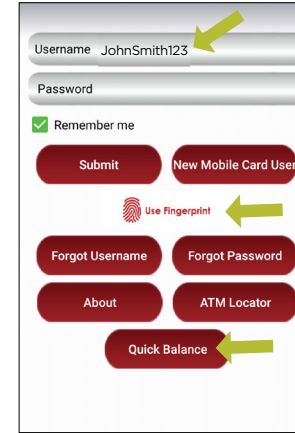 Username JohnSmith123
Password
Remember me
Submit New Mobile Card User
Use Fingerprint
Forgot Username Forgot Password
About ATM Locator
Quick Balance